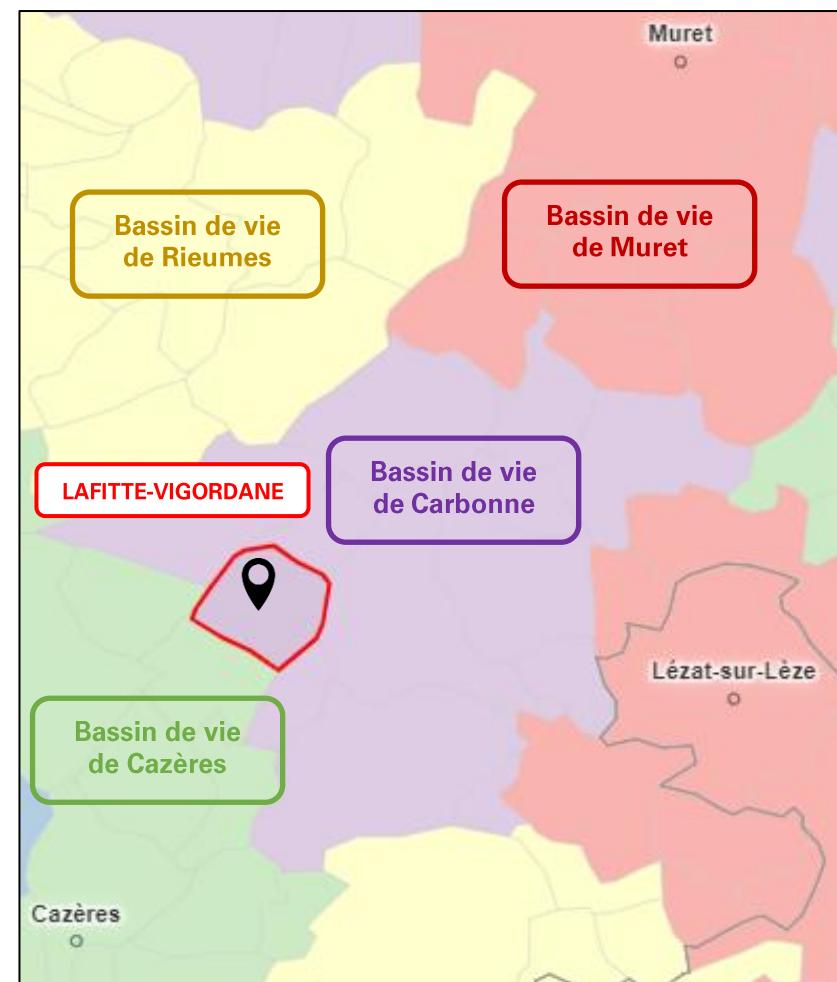 Muret
Bassin de vie
de Rieumes
Bassin de vie
de Muret
Bassin de vie
de Carbonne
LAFITTE-VIGORDANE
Lézat-sur-Lèze
Bassin de vie
de Cazères
Cazères